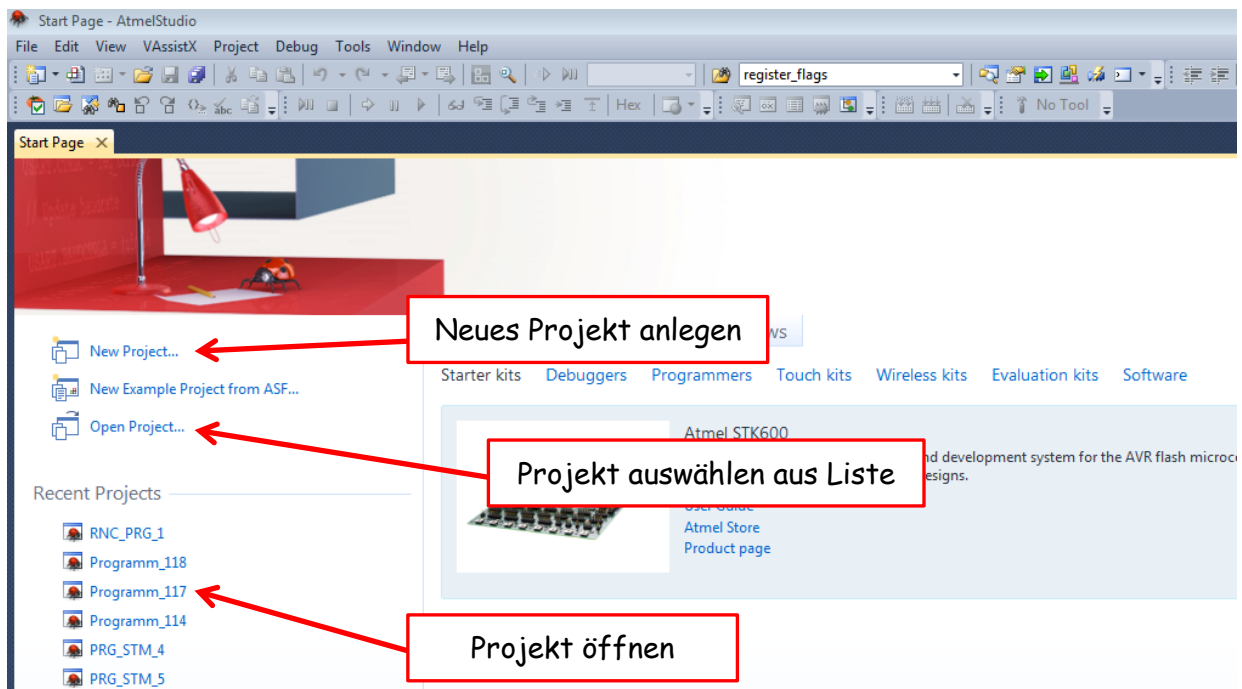 Start Page - AtmelStudio
File Edit View VAssistX Project Debug Tools Window Help
register_flags
Hex
No Tool
Start Page
Neues Projekt anlegen
New Project...
New Example Project from ASF...
Open Project...
Starter kits Debuggers Programmers Touch kits Wireless kits Evaluation kits Software
Atmel STK600
nd development system for the AVR flash microc
esigns.
Projekt auswählen aus Liste
User Guide
Atmel Store
Product page
Recent Projects
RNC_PRG_1
Programm_118
Programm_117
Programm_114
PRG_STM_4
PRG_STM_5
Projekt öffnen